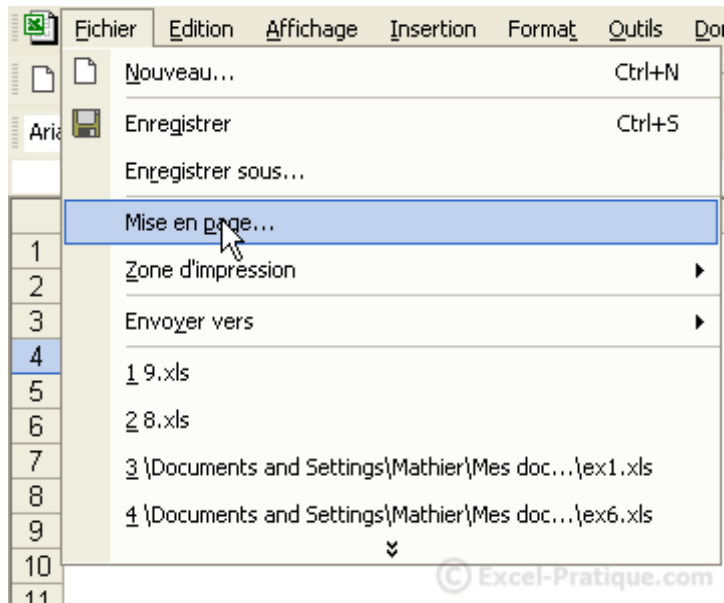 Fichier Edition Affichage Insertion Format Outils
Nouveau... Ctrl+N
Enregistrer Ctrl+S
Enregistrer sous...
Mise en page...
Zone d'impression
Envoyer vers
1 9.xls
2 8.xls
3 \Documents and Settings\Mathier\Mes doc...\ex1.xls
4 \Documents and Settings\Mathier\Mes doc...\ex6.xls
1
2
3
4
5
6
7
8
9
10
11
© Excel-Pratique.com